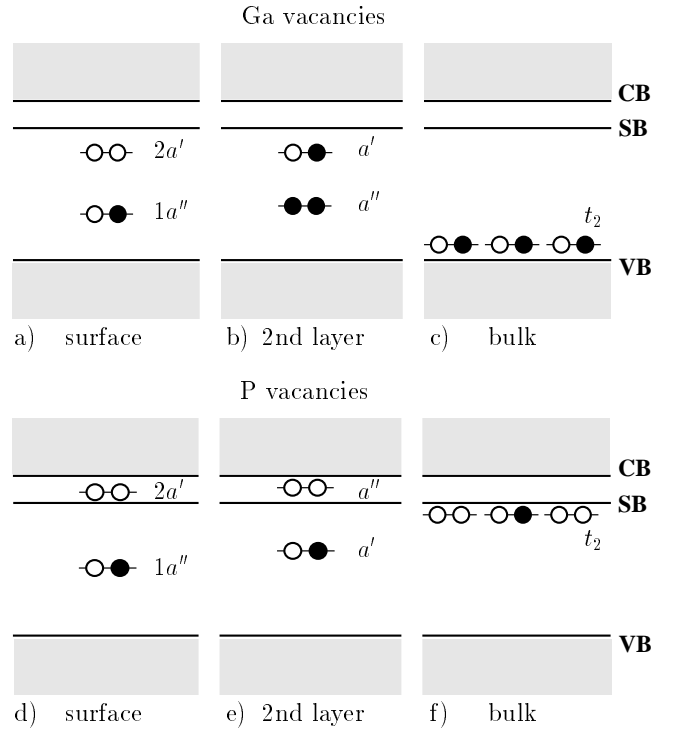 Ga vacancies
CB
SB
2a′
a′
1a′′
a′′
t₂
VB
a) surface
b) 2nd layer
c) bulk
P vacancies
CB
2a′
a′′
SB
t₂
a′
1a′′
VB
d) surface
e) 2nd layer
f) bulk